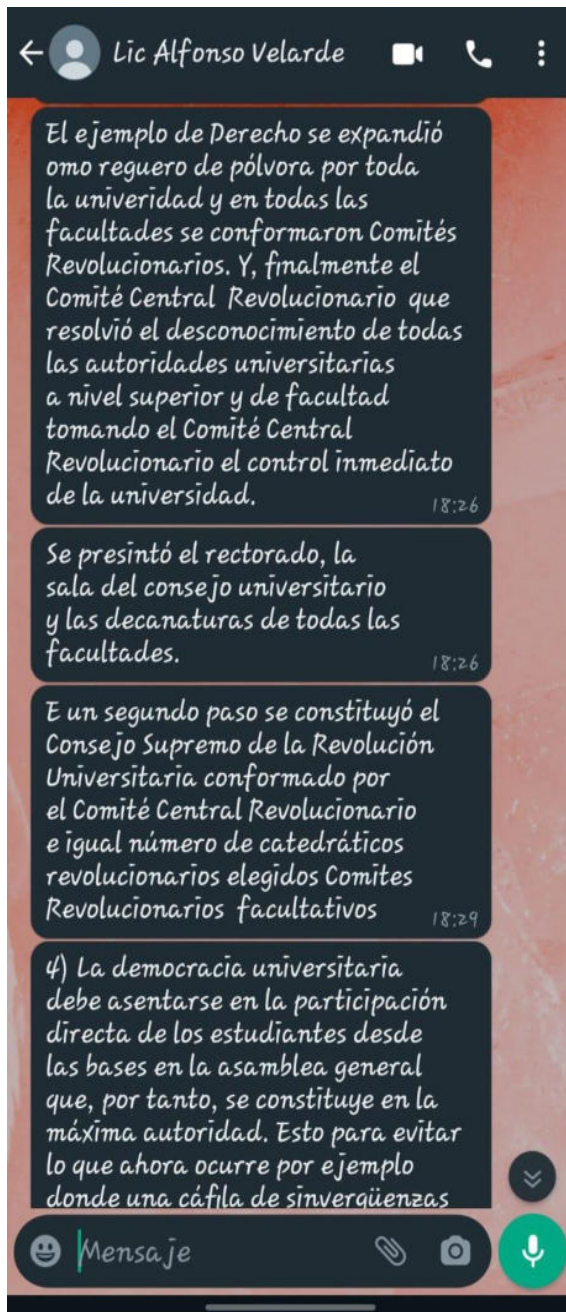 Lic Alfonso Velarde
El ejemplo de Derecho se expandió
omo reguero de pólvora por toda
la univeridad y en todas las
facultades se conformaron Comités
Revolucionarios. Y, finalmente el
Comité Central Revolucionario que
resolvió el desconocimiento de todas
las autoridades universitarias
a nivel superior y de facultad
tomando el Comité Central
Revolucionario el control inmediato
de la universidad.
18:26
Se presintó el rectorado, la
sala del consejo universitario
y las decanaturas de todas las
facultades.
18:26
E un segundo paso se constituyó el
Consejo Supremo de la Revolución
Universitaria conformado por
el Comité Central Revolucionario
e igual número de catedráticos
revolucionarios elegidos Comites
Revolucionarios facultativos
18:29
4) La democracia universitaria
debe asentarse en la participación
directa de los estudiantes desde
las bases en la asamblea general
que, por tanto, se constituye en la
máxima autoridad. Esto para evitar
lo que ahora ocurre por ejemplo
donde una cáfila de sinvergüenzas
Mensaje